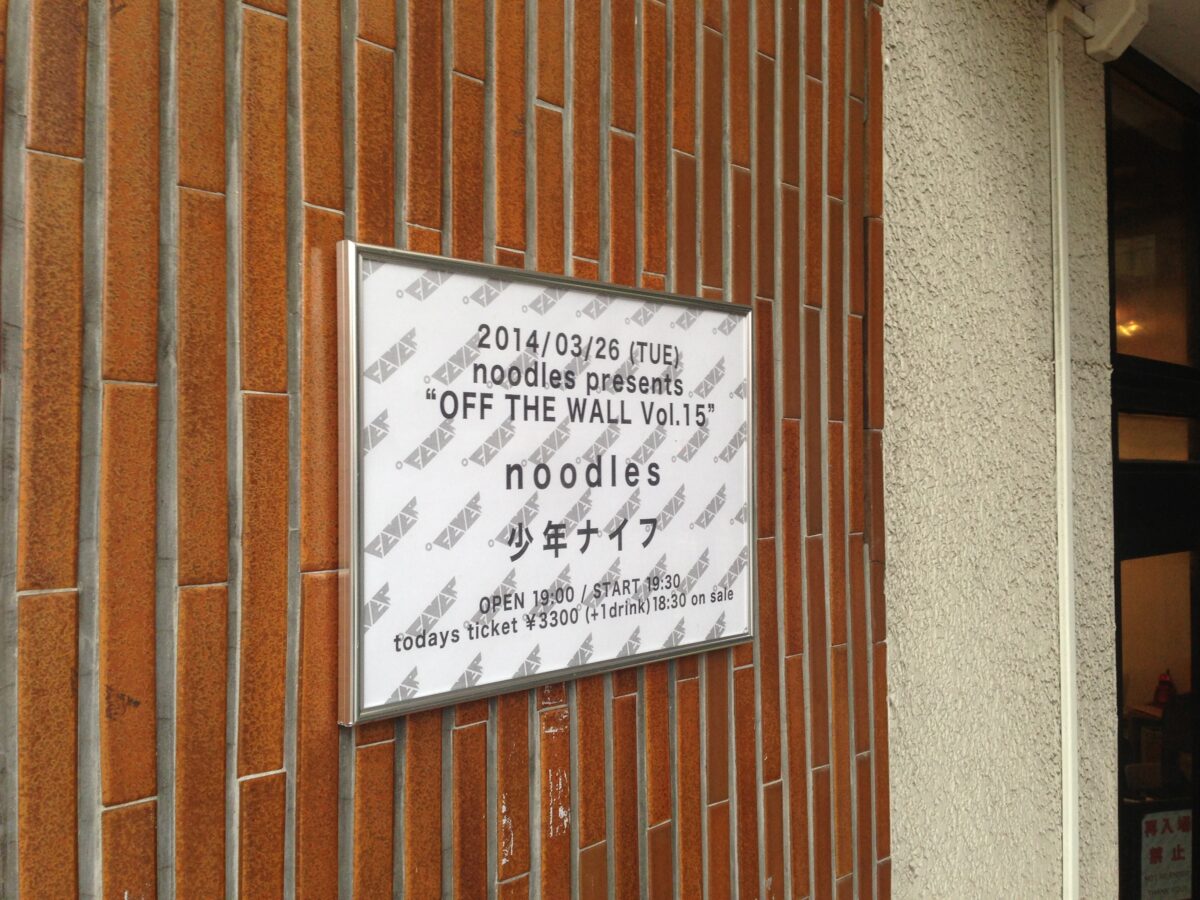 2014/03/26 (TUE)
noodles presents
“OFF THE WALL Vol.15”
noodles
少年ナイフ
OPEN 19:00 / START 19:30
todays ticket ¥3300 (+1drink)18:30 on sale
再入場
禁止